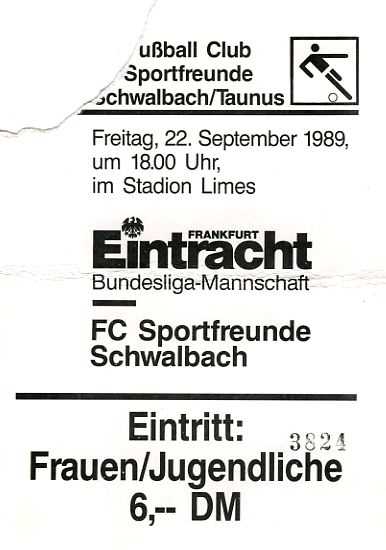 ußball Club
Sportfreunde
Schwalbach/Taunus
Freitag, 22. September 1989,
um 18.00 Uhr,
im Stadion Limes
FRANKFURT
Eintracht
Bundesliga-Mannschaft
FC Sportfreunde
Schwalbach
Eintritt:
3824
Frauen/Jugendliche
6,-- DM